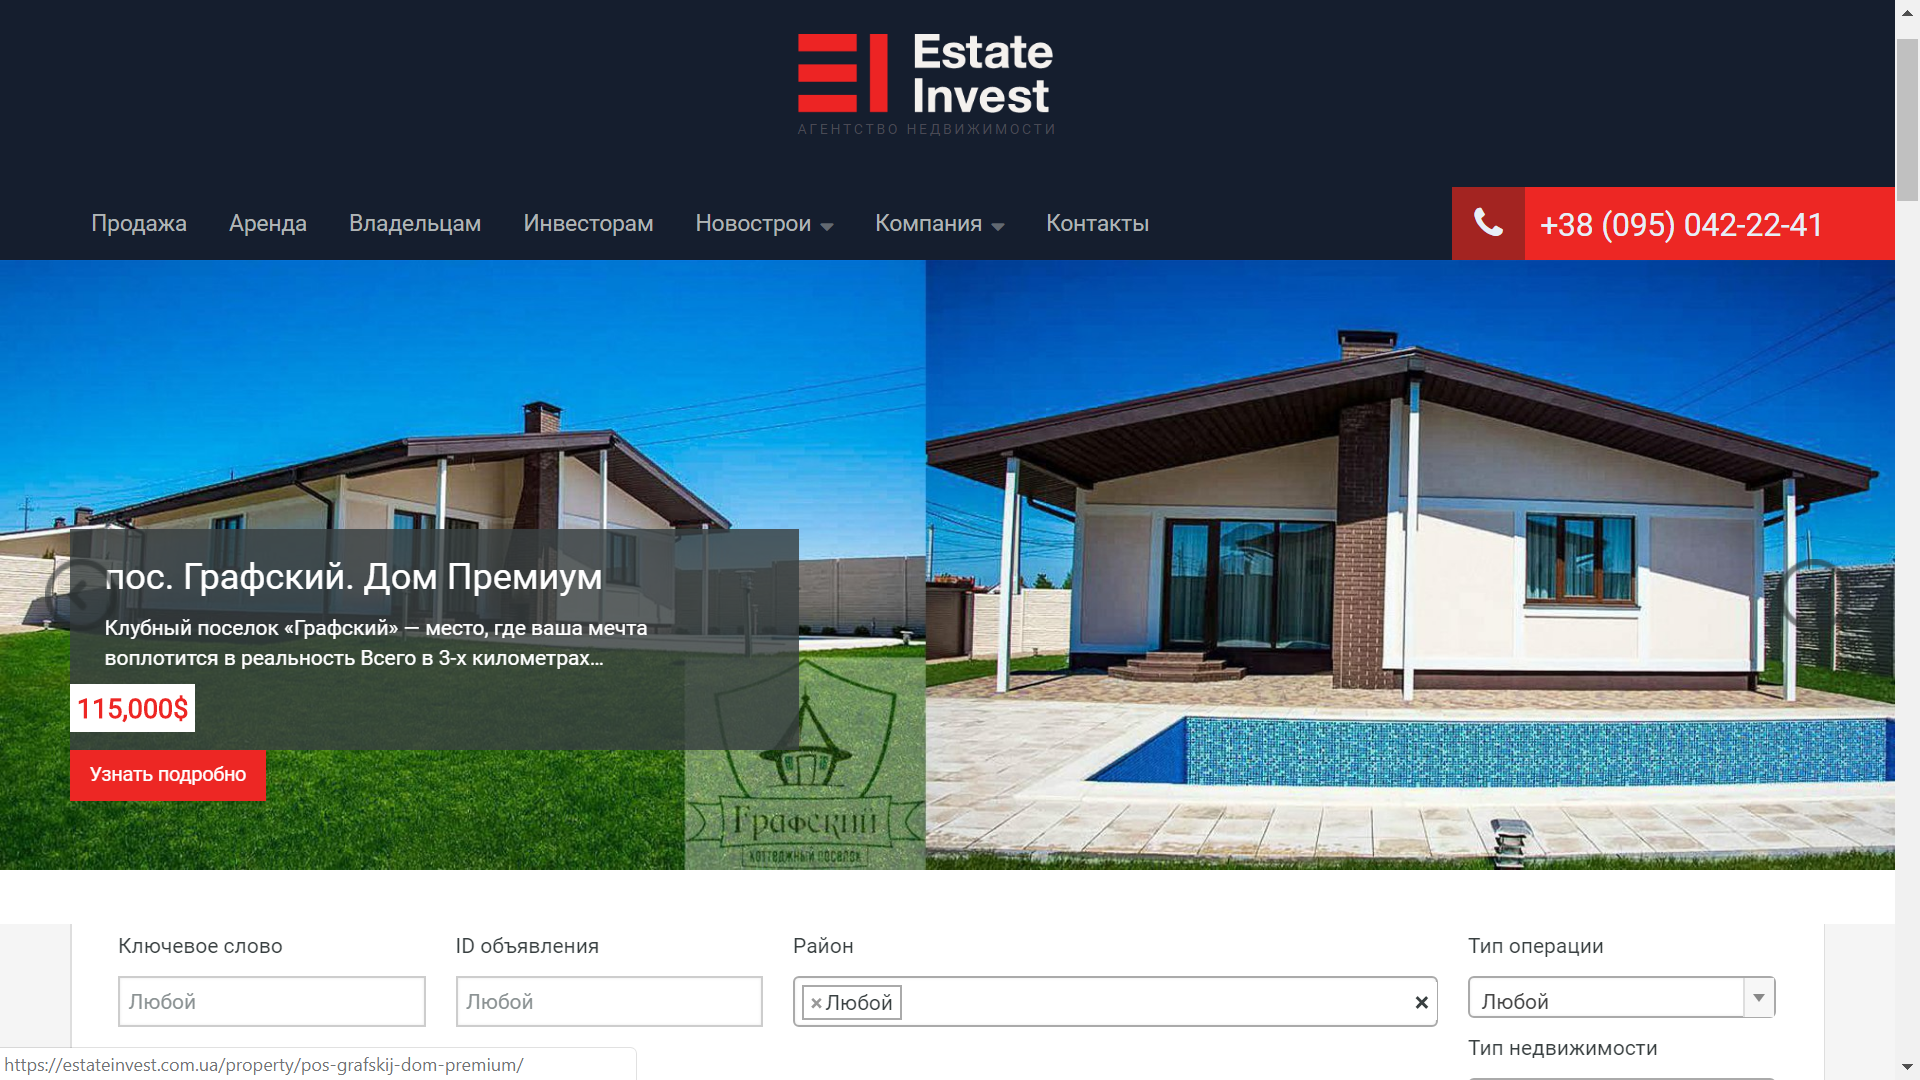 Estate
Invest
АГЕНТСТВО НЕДВИЖИМОСТИ
Продажа Аренда Владельцам Инвесторам Новострои Компания Контакты
+38 (095) 042-22-41
пос. Графский. Дом Премиум
Клубный поселок «Графский» — место, где ваша мечта
воплотится в реальность Всего в 3-х километрах...
115,000$
Узнать подробно
Графский
коттеджный поселок
Ключевое слово ID объявления Район Тип операции
Любой Любой × Любой × Любой
Тип недвижимости
https://estateinvest.com.ua/property/pos-grafskij-dom-premium/